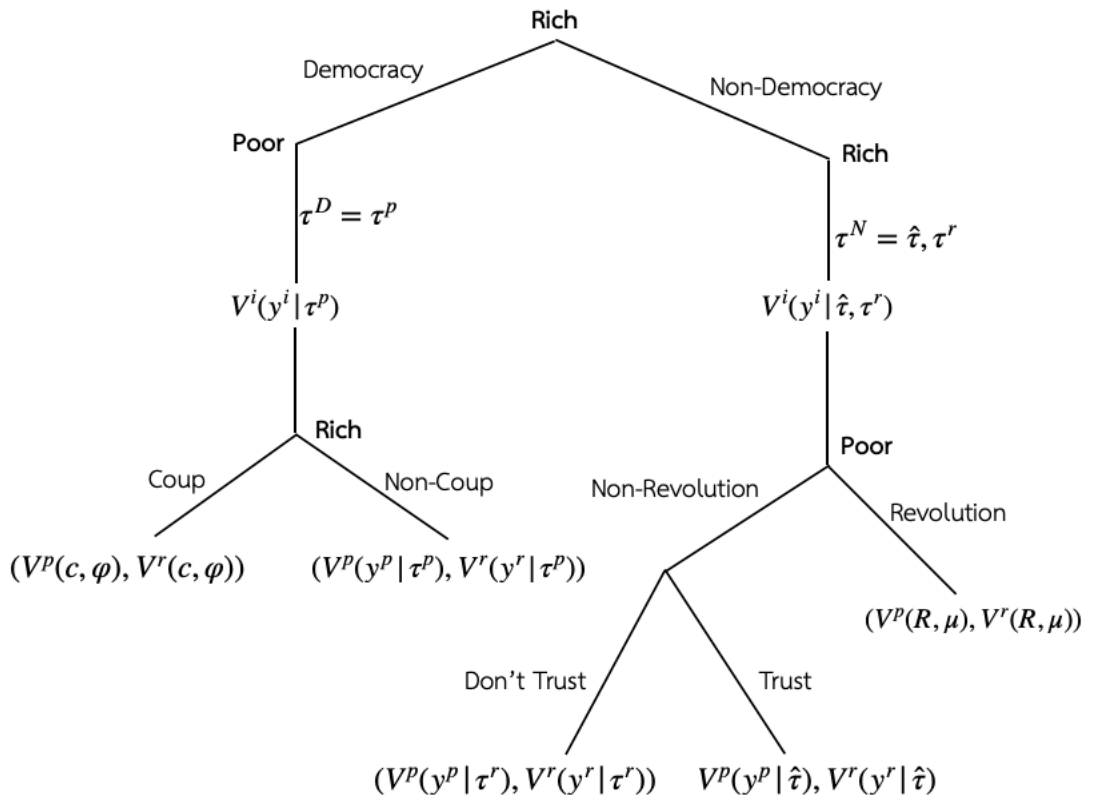 Rich
Democracy
Non-Democracy
Poor
Rich
τ^D = τ^p
τ^N = τ̂, τ^r
V^i(y^i|τ^p)
V^i(y^i|τ̂, τ^r)
Rich
Poor
Coup
Non-Coup
Non-Revolution
Revolution
(V^p(c, φ), V^r(c, φ))
(V^p(y^p|τ^p), V^r(y^r|τ^p))
(V^p(R, μ), V^r(R, μ))
Don't Trust
Trust
(V^p(y^p|τ^r), V^r(y^r|τ^r))
V^p(y^p|τ̂), V^r(y^r|τ̂)